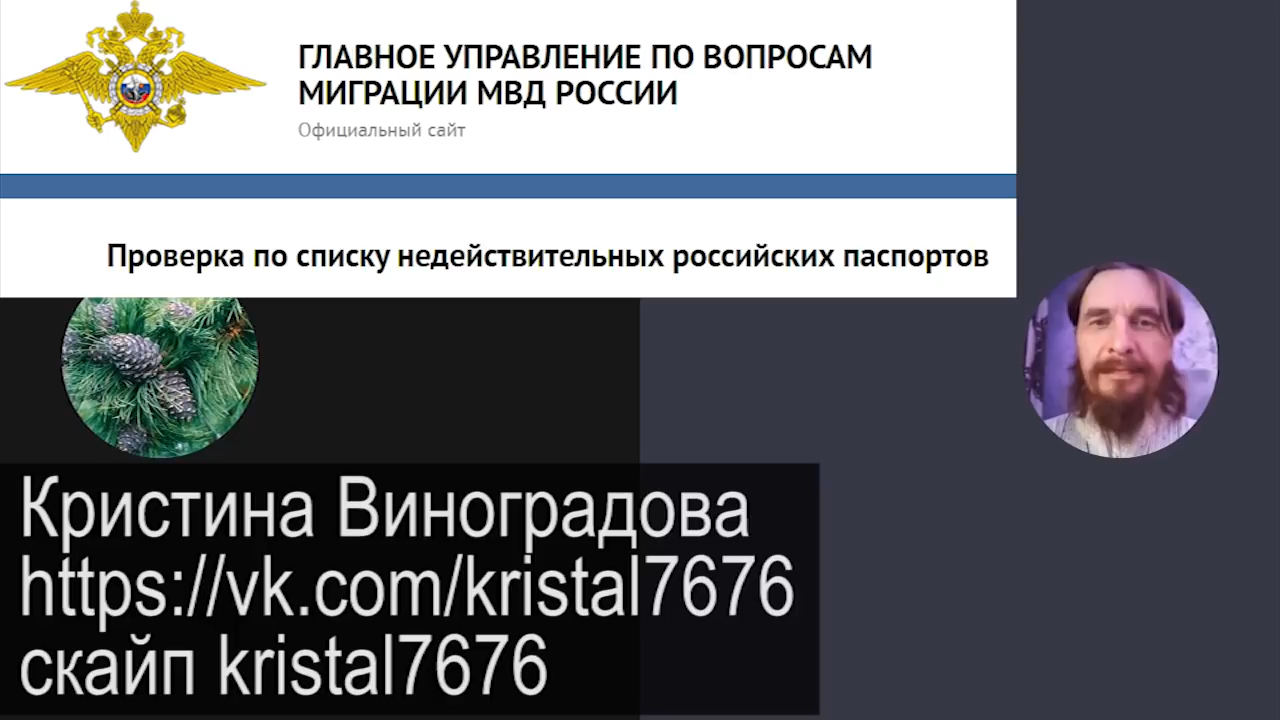 ГЛАВНОЕ УПРАВЛЕНИЕ ПО ВОПРОСАМ
МИГРАЦИИ МВД РОССИИ
Официальный сайт
Проверка по списку недействительных российских паспортов
Кристина Виноградова
https://vk.com/kristal7676
скайп kristal7676